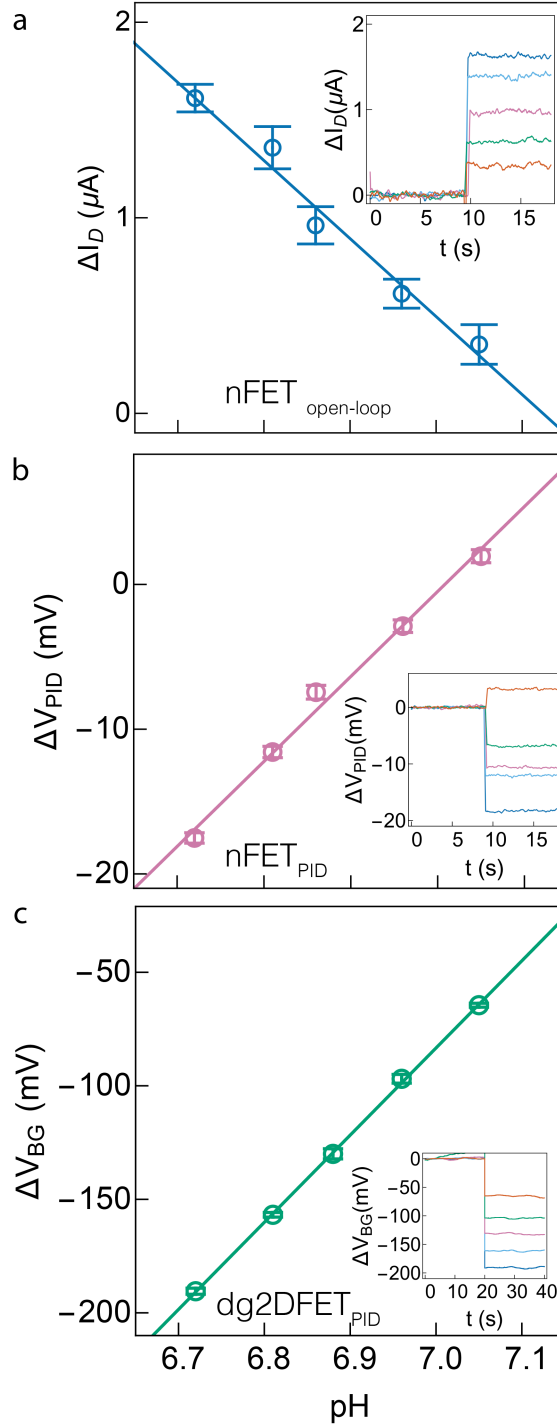 a
2
1
0
ΔI_D (μA)
nFET open-loop
2
1
0
ΔI_D(μA)
0 5 10 15
t (s)
b
0
−10
−20
ΔV_PID (mV)
nFET_PID
0
−10
−20
ΔV_PID(mV)
0 5 10 15
t (s)
c
−50
−100
−150
−200
ΔV_BG (mV)
dg2DFET_PID
0
−50
−100
−150
−200
ΔV_BG(mV)
0 10 20 30 40
t (s)
6.7 6.8 6.9 7.0 7.1
pH